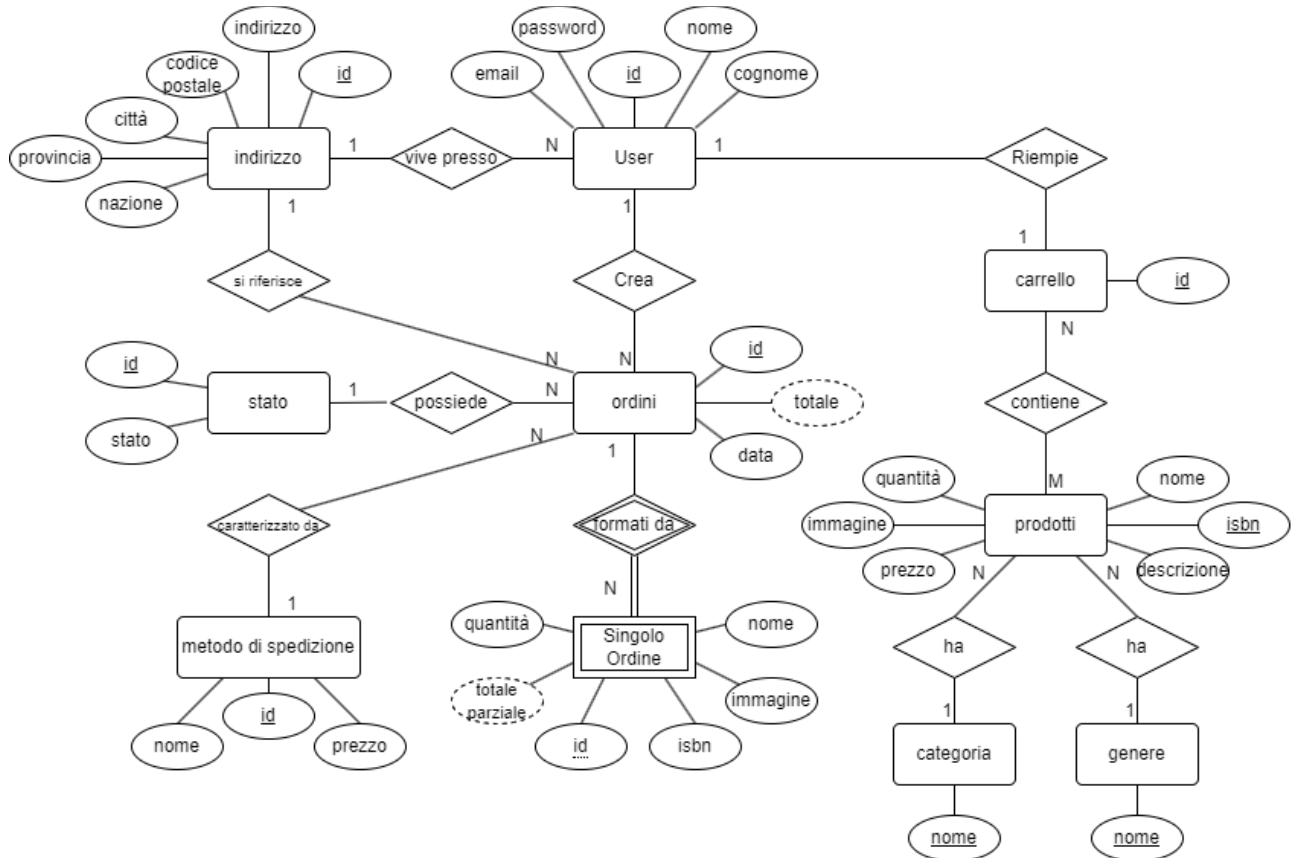 indirizzo
password
nome
codice
postale
id
email
id
cognome
città
provincia
indirizzo
1
vive presso
N
User
1
Riempie
nazione
1
1
1
si riferisce
Crea
carrello
id
N
N
N
id
id
stato
1
possiede
N
ordini
totale
contiene
stato
N
1
data
quantità
M
nome
caratterizzato da
formati da
immagine
prodotti
isbn
prezzo
N
N
descrizione
1
N
quantità
Singolo
Ordine
nome
metodo di spedizione
ha
ha
totale
parziale
immagine
id
1
1
nome
prezzo
id
isbn
categoria
genere
nome
nome